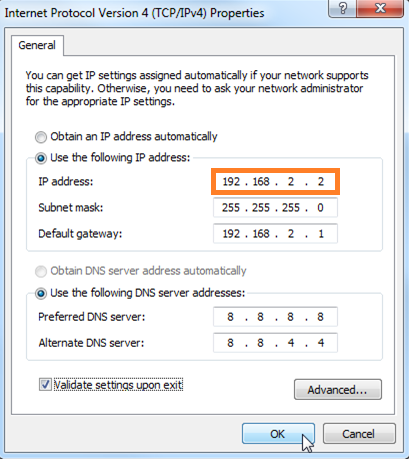 Internet Protocol Version 4 (TCP/IPv4) Properties
General
You can get IP settings assigned automatically if your network supports
this capability. Otherwise, you need to ask your network administrator
for the appropriate IP settings.
Obtain an IP address automatically
Use the following IP address:
IP address: 192 . 168 . 2 . 2
Subnet mask: 255 . 255 . 255 . 0
Default gateway: 192 . 168 . 2 . 1
Obtain DNS server address automatically
Use the following DNS server addresses:
Preferred DNS server: 8 . 8 . 8 . 8
Alternate DNS server: 8 . 8 . 4 . 4
Validate settings upon exit
Advanced...
OK Cancel